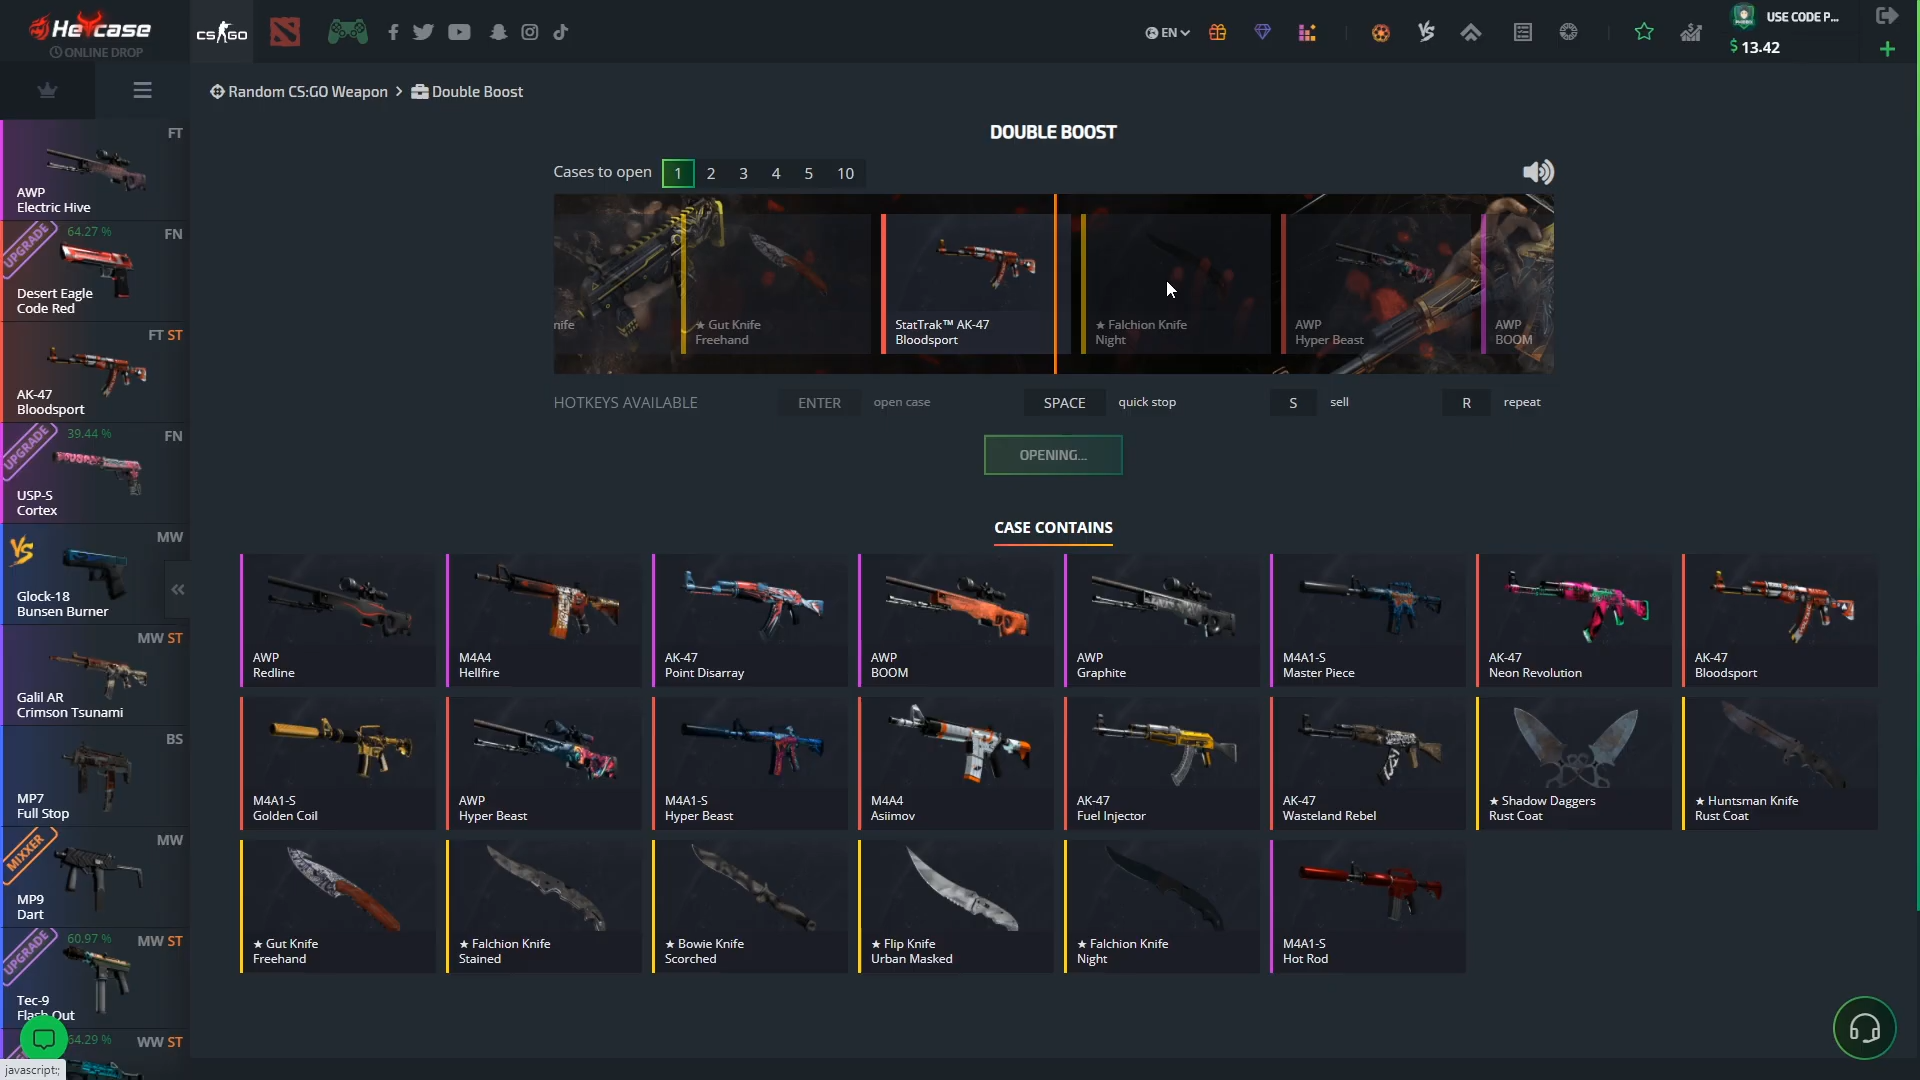 Hellcase
ONLINE DROP
CS:GO
EN
USE CODE P...
$ 13.42
Random CS:GO Weapon > Double Boost
DOUBLE BOOST
Cases to open 1 2 3 4 5 10
FT
AWP
Electric Hive
UPGRADE
64.27 %
FN
Desert Eagle
Code Red
FT ST
AK-47
Bloodsport
UPGRADE
39.44 %
FN
USP-S
Cortex
VS
MW
Glock-18
Bunsen Burner
MW ST
Galil AR
Crimson Tsunami
BS
MP7
Full Stop
MIXXER
MW
MP9
Dart
UPGRADE
60.97 %
MW ST
Tec-9
Flash Out
64.29 %
WW ST
javascript:;
nife
★ Gut Knife
Freehand
StatTrak™ AK-47
Bloodsport
★ Falchion Knife
Night
AWP
Hyper Beast
AWP
BOOM
HOTKEYS AVAILABLE ENTER open case SPACE quick stop S sell R repeat
OPENING...
CASE CONTAINS
AWP
Redline
M4A4
Hellfire
AK-47
Point Disarray
AWP
BOOM
AWP
Graphite
M4A1-S
Master Piece
AK-47
Neon Revolution
AK-47
Bloodsport
M4A1-S
Golden Coil
AWP
Hyper Beast
M4A1-S
Hyper Beast
M4A4
Asiimov
AK-47
Fuel Injector
AK-47
Wasteland Rebel
★ Shadow Daggers
Rust Coat
★ Huntsman Knife
Rust Coat
★ Gut Knife
Freehand
★ Falchion Knife
Stained
★ Bowie Knife
Scorched
★ Flip Knife
Urban Masked
★ Falchion Knife
Night
M4A1-S
Hot Rod